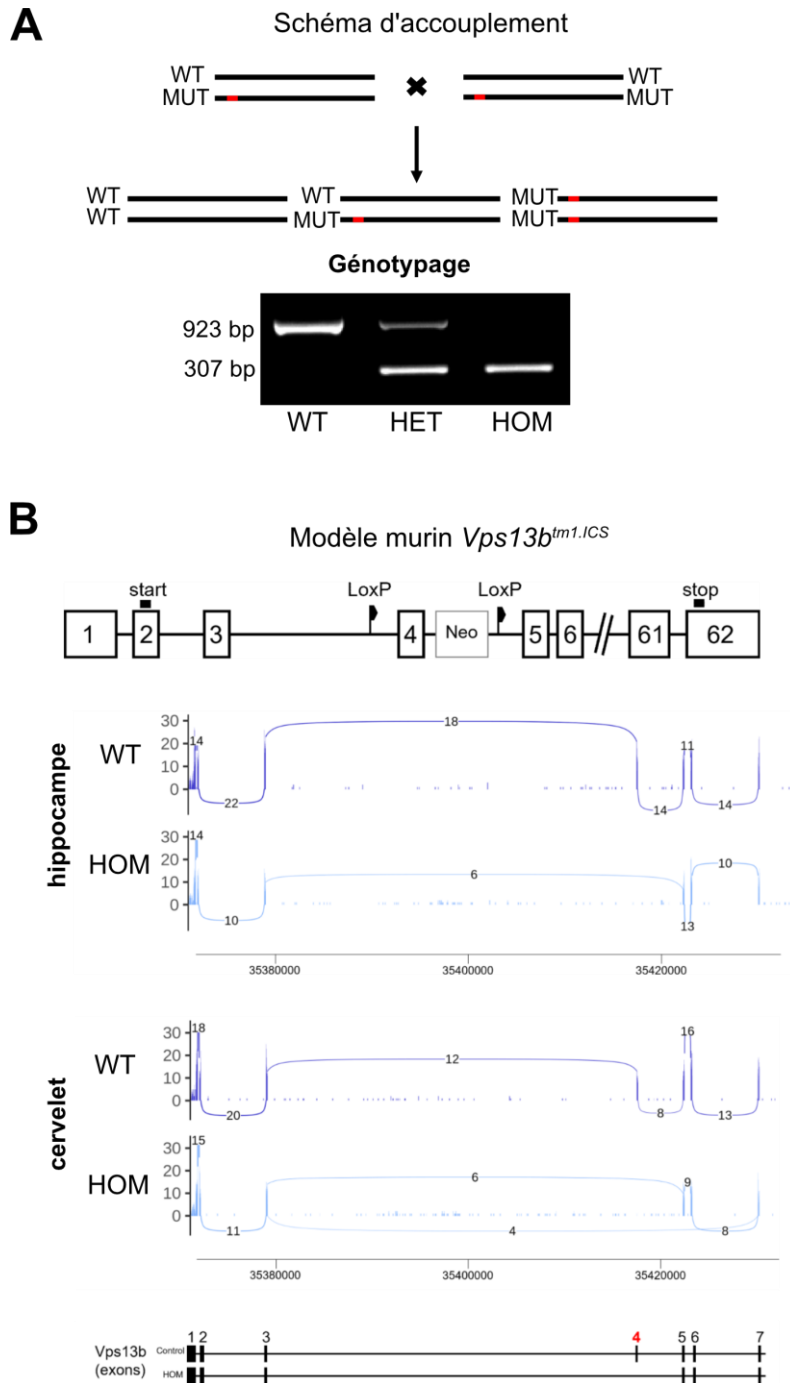 A
Schéma d'accouplement
WT WT
MUT MUT
WT WT MUT
WT MUT MUT
Génotypage
923 bp
307 bp
WT HET HOM
B
Modèle murin Vps13b^tm1.ICS
start LoxP LoxP stop
1 2 3 4 Neo 5 6 61 62
hippocampe
WT
30
20
10
0
14 18 11
22 14 14
HOM
30
20
10
0
14 6 10
10 13
35380000 35400000 35420000
cervelet
WT
30
20
10
0
18 12 16
20 8 13
HOM
30
20
10
0
15 6 9
11 4 8
35380000 35400000 35420000
1 2 3 4 5 6 7
Vps13b Control
(exons) HOM